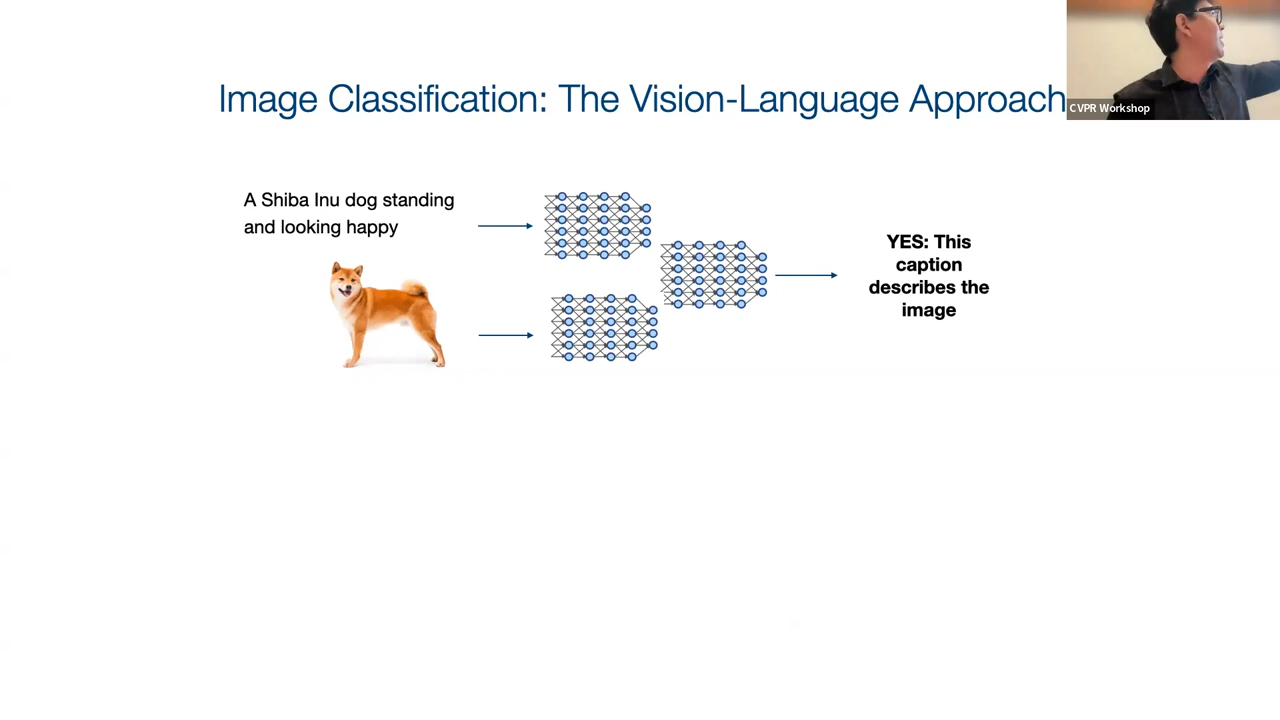 Image Classification: The Vision-Language Approach
CVPR Workshop
A Shiba Inu dog standing
and looking happy
YES: This
caption
describes the
image